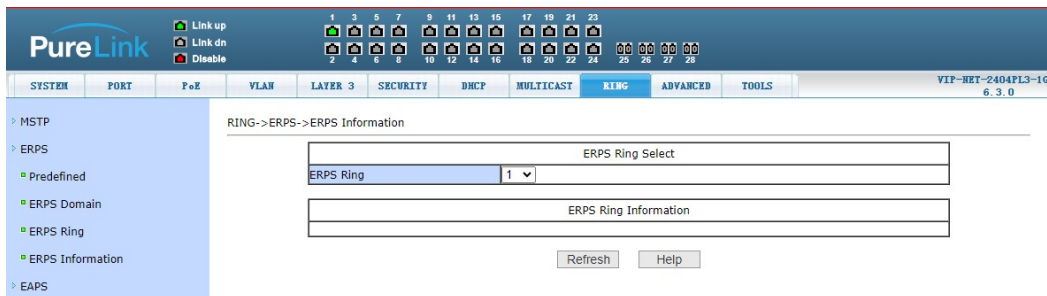 1 3 5 7 9 11 13 15 17 19 21 23
Link up
PureLink
Link dn
Disable
2 4 6 8 10 12 14 16 18 20 22 24 25 26 27 28
SYSTEM PORT PoE VLAN LAYER 3 SECURITY DHCP MULTICAST RING ADVANCED TOOLS
VIP-NET-2404PL3-1G
6.3.0
MSTP
ERPS
Predefined
ERPS Domain
ERPS Ring
ERPS Information
EAPS
RING->ERPS->ERPS Information
ERPS Ring Select
ERPS Ring 1
ERPS Ring Information
Refresh Help